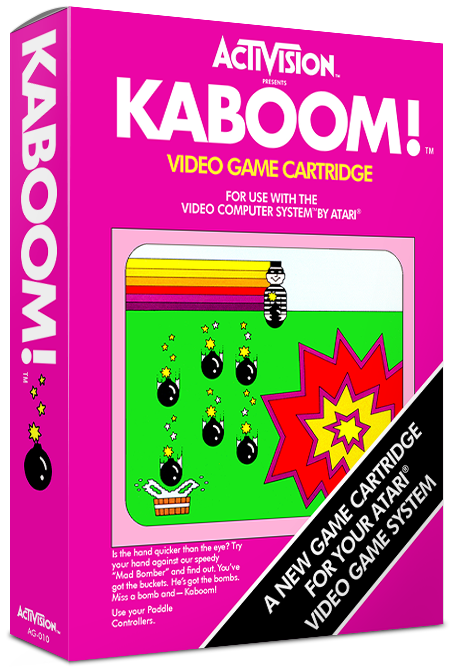 ACTIVISION™
PRESENTS
KABOOM!™
VIDEO GAME CARTRIDGE
FOR USE WITH THE
VIDEO COMPUTER SYSTEM™ BY ATARI®
Is the hand quicker than the eye? Try
your hand against our speedy
“Mad Bomber” and find out. You've
got the buckets. He's got the bombs.
Miss a bomb and — Kaboom!
Use your Paddle
Controllers.
A NEW GAME CARTRIDGE
FOR YOUR ATARI®
VIDEO GAME SYSTEM
KABOOM!™
ACTIVISION™
AG-010